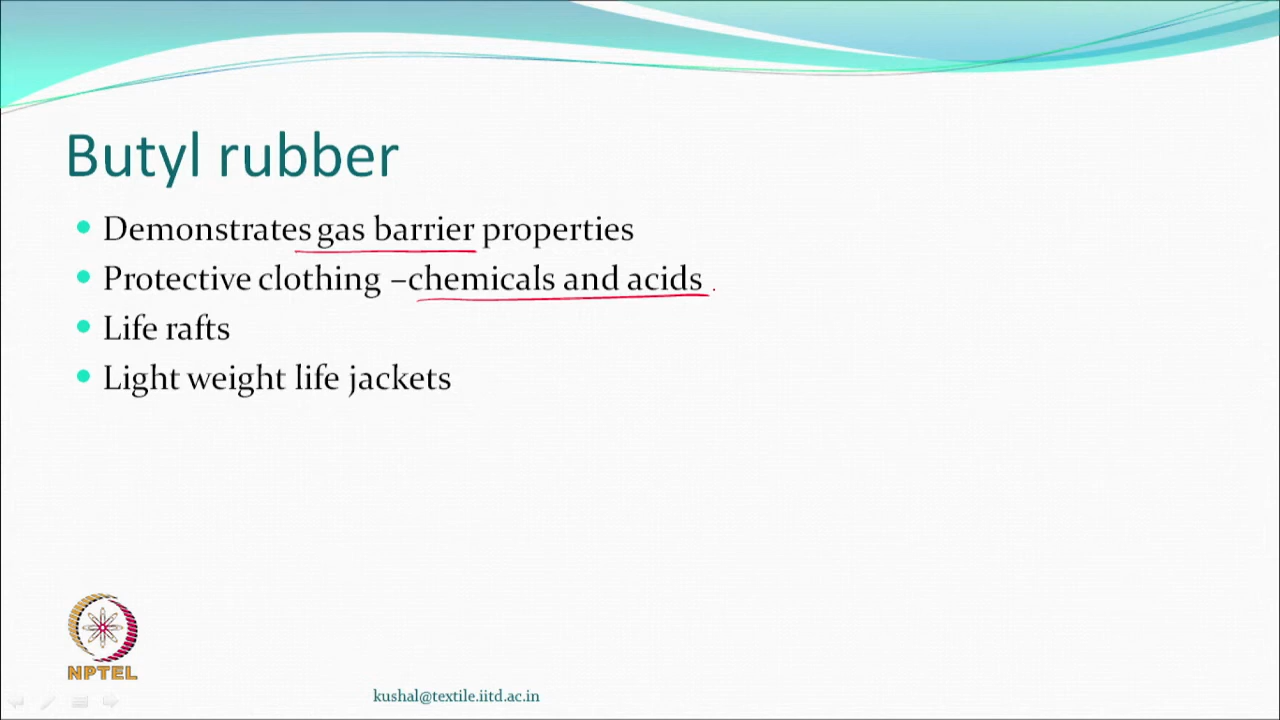 Butyl rubber
Demonstrates gas barrier properties
Protective clothing –chemicals and acids
Life rafts
Light weight life jackets
NPTEL
kushal@textile.iitd.ac.in